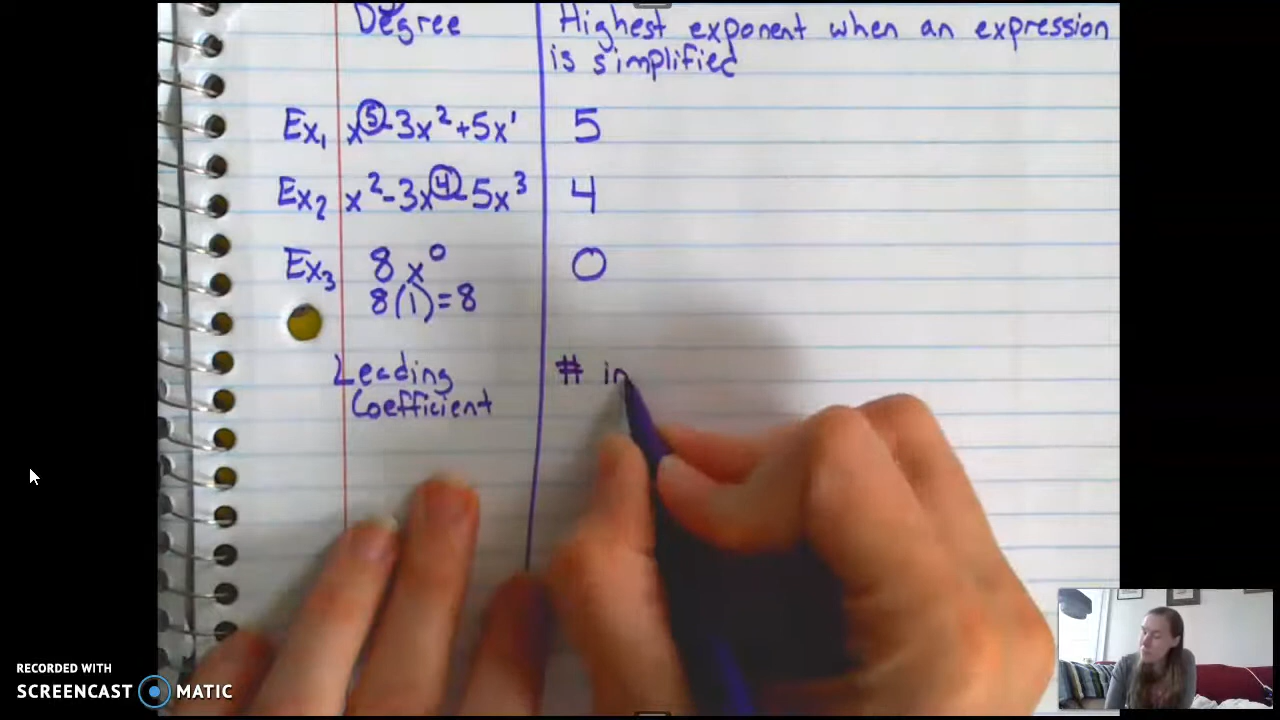 Degree Highest exponent when an expression
is simplified
Ex₁ x⁵-3x²+5x¹ 5
Ex₂ x²-3x⁴-5x³ 4
Ex₃ 8x⁰ 0
8(1)=8
Leading # in
Coefficient
RECORDED WITH
SCREENCAST MATIC